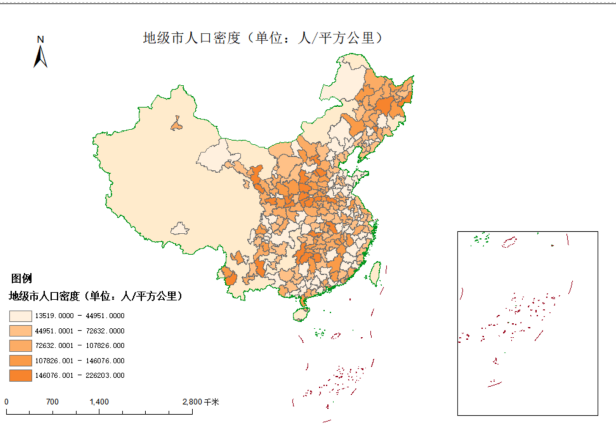 地级市人口密度（单位：人/平方公里）
N
图例
地级市人口密度（单位：人/平方公里）
13519.0000 - 44951.0000
44951.0001 - 72632.0000
72632.0001 - 107826.000
107826.001 - 146076.000
146076.001 - 226203.000
0 700 1,400 2,800 千米